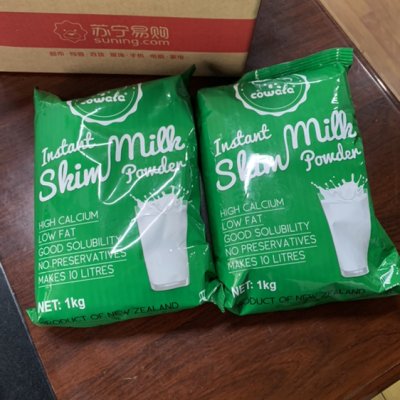 苏宁易购
suning.com
cowala
Instant
Skim Milk
Powder
HIGH CALCIUM
LOW FAT
GOOD SOLUBILITY
NO PRESERVATIVES
MAKES 10 LITRES
NET: 1kg
PRODUCT OF NEW ZEALAND
cowala
Instant
Skim Milk
Powder
HIGH CALCIUM
LOW FAT
GOOD SOLUBILITY
NO PRESERVATIVES
MAKES 10 LITRES
NET: 1kg
PRODUCT OF NEW ZEALAND